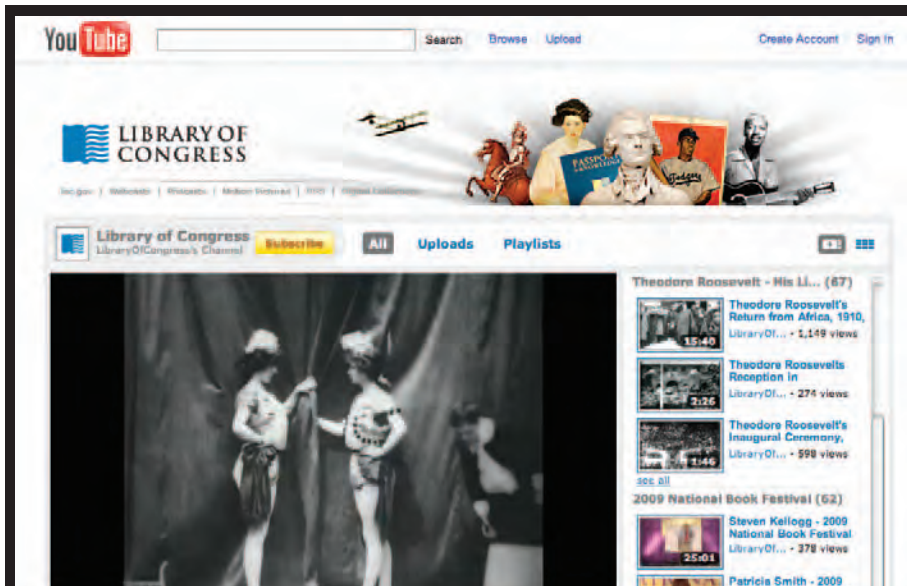 You Tube
Search Browse Upload Create Account Sign In
LIBRARY OF
CONGRESS
PASSPORT
Dodgers
Library of Congress
LibraryOfCongress's Channel
Subscribe
All Uploads Playlists
Theodore Roosevelt - His Li... (67)
Theodore Roosevelt's
Return from Africa, 1910,
LibraryOf... • 1,149 views
15:40
Theodore Roosevelts
Reception in
LibraryOf... • 274 views
2:26
Theodore Roosevelt's
Inaugural Ceremony,
LibraryOf... • 598 views
1:46
see all
2009 National Book Festival (62)
Steven Kellogg - 2009
National Book Festival
LibraryOf... • 378 views
25:01
Patricia Smith - 2009